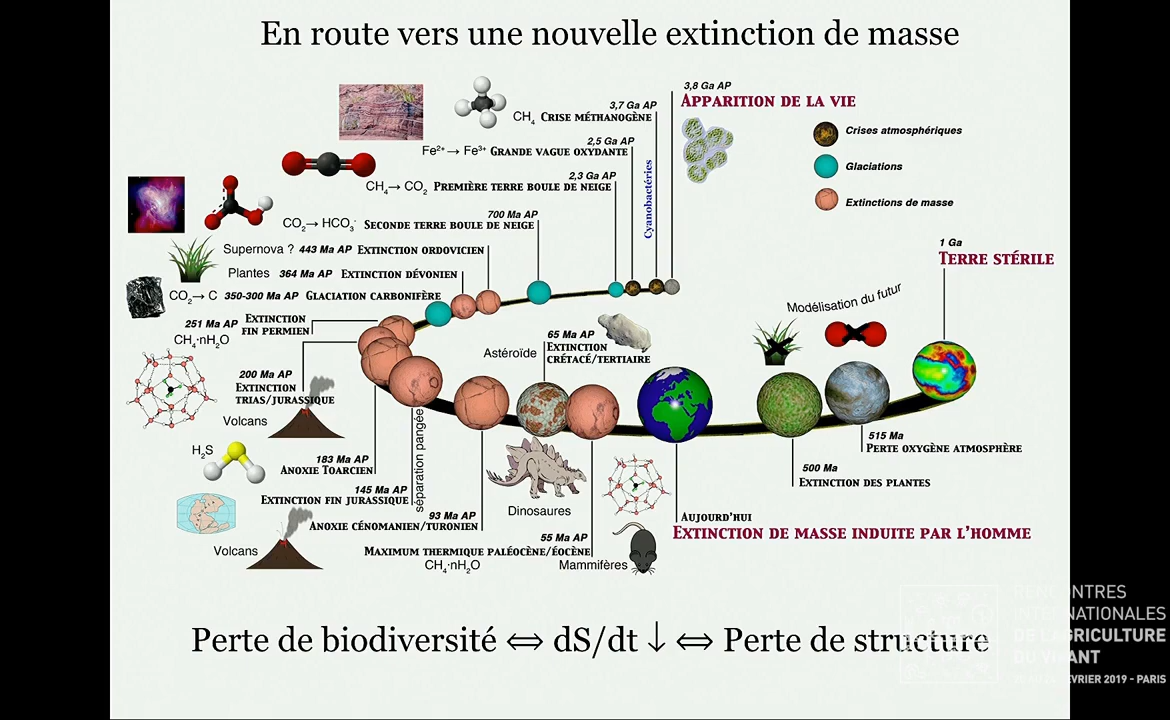 En route vers une nouvelle extinction de masse
3,8 Ga AP
APPARITION DE LA VIE
3,7 Ga AP
CH4 CRISE MÉTHANOGÈNE
2,5 Ga AP
Fe2+ → Fe3+ GRANDE VAGUE OXYDANTE
2,3 Ga AP
CH4→ CO2 PREMIÈRE TERRE BOULE DE NEIGE
Cyanobactéries
700 Ma AP
CO2→ HCO3- SECONDE TERRE BOULE DE NEIGE
Supernova ? 443 Ma AP EXTINCTION ORDOVICIEN
Plantes 364 Ma AP EXTINCTION DÉVONIEN
CO2→ C 350-300 Ma AP GLACIATION CARBONIFÈRE
Crises atmosphériques
Glaciations
Extinctions de masse
1 Ga
TERRE STÉRILE
Modélisation du futur
251 Ma AP EXTINCTION
FIN PERMIEN
CH4·nH2O
65 Ma AP
Astéroïde EXTINCTION
CRÉTACÉ/TERTIAIRE
200 Ma AP
EXTINCTION
TRIAS/JURASSIQUE
Volcans
H2S
183 Ma AP
ANOXIE TOARCIEN
145 Ma AP
EXTINCTION FIN JURASSIQUE
séparation pangée
93 Ma AP
ANOXIE CÉNOMANIEN/TURONIEN
Volcans
Dinosaures
55 Ma AP
MAXIMUM THERMIQUE PALÉOCÈNE/ÉOCÈNE
CH4·nH2O
Mammifères
515 Ma
PERTE OXYGÈNE ATMOSPHÈRE
500 Ma
EXTINCTION DES PLANTES
AUJOURD'HUI
EXTINCTION DE MASSE INDUITE PAR L'HOMME
Perte de biodiversité ⇔ dS/dt ↓ ⇔ Perte de structure
RENCONTRES
INTERNATIONALES
DE L'AGRICULTURE
DU VIVANT
FÉVRIER 2019 - PARIS